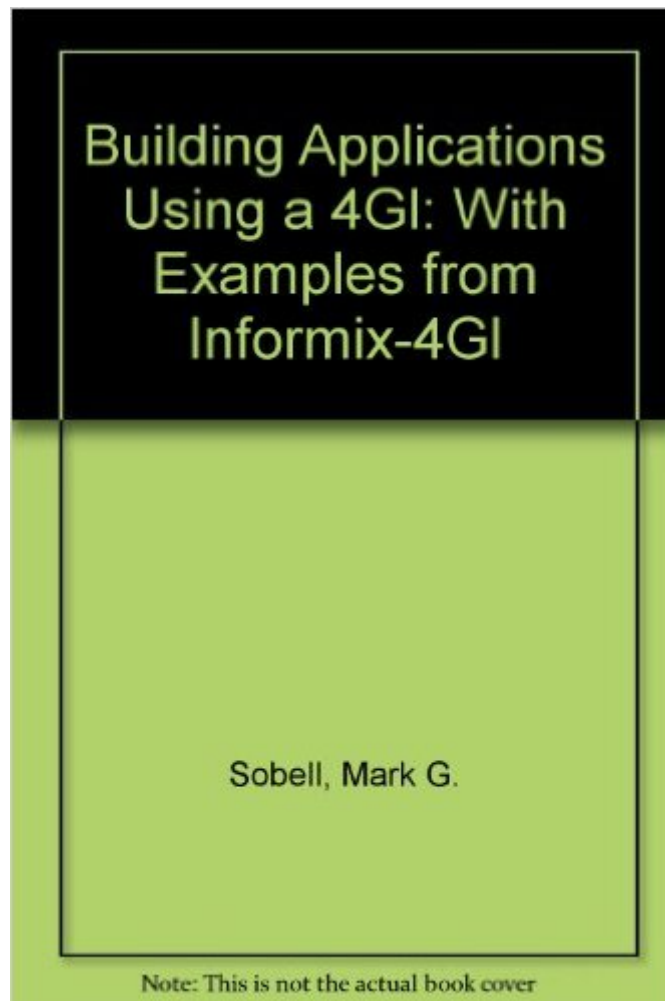 Building Applications
Using a 4Gl: With
Examples from
Informix-4Gl
Sobell, Mark G.
Note: This is not the actual book cover